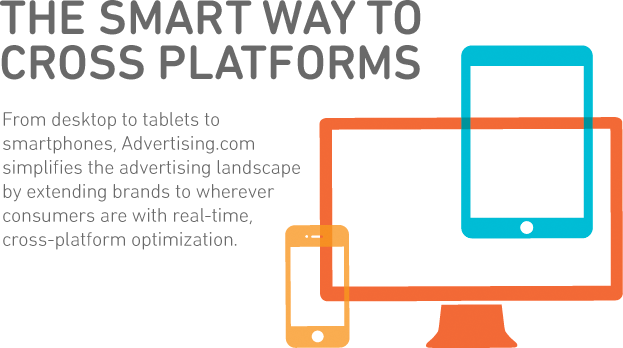 THE SMART WAY TO
CROSS PLATFORMS
From desktop to tablets to
smartphones, Advertising.com
simplifies the advertising landscape
by extending brands to wherever
consumers are with real-time,
cross-platform optimization.